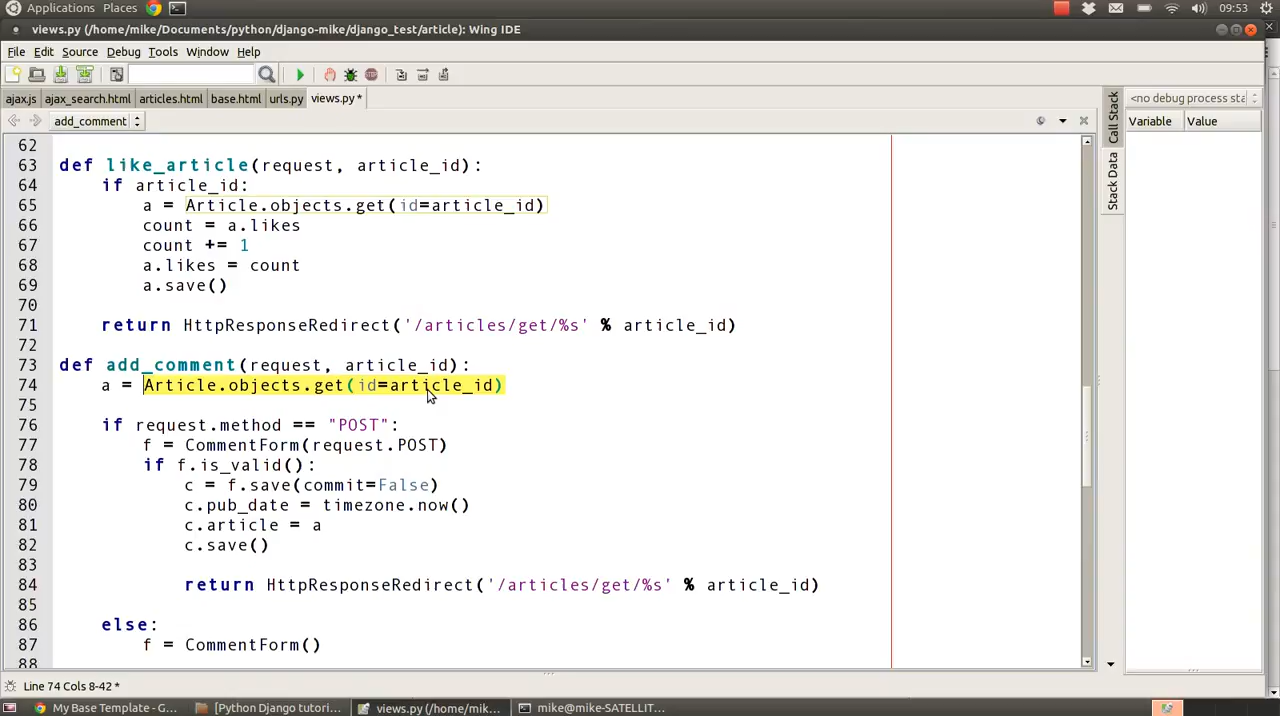 Applications Places 09:53
views.py (/home/mike/Documents/python/django-mike/django_test/article): Wing IDE
File Edit Source Debug Tools Window Help
ajax.js ajax_search.html articles.html base.html urls.py views.py *
<no debug process sta
add_comment
Variable Value
Call Stack
Stack Data
62
63 def like_article(request, article_id):
64 if article_id:
65 a = Article.objects.get(id=article_id)
66 count = a.likes
67 count += 1
68 a.likes = count
69 a.save()
70
71 return HttpResponseRedirect('/articles/get/%s' % article_id)
72
73 def add_comment(request, article_id):
74 a = Article.objects.get(id=article_id)
75
76 if request.method == "POST":
77 f = CommentForm(request.POST)
78 if f.is_valid():
79 c = f.save(commit=False)
80 c.pub_date = timezone.now()
81 c.article = a
82 c.save()
83
84 return HttpResponseRedirect('/articles/get/%s' % article_id)
85
86 else:
87 f = CommentForm()
88
Line 74 Cols 8-42 *
My Base Template - G... [Python Django tutori... views.py (/home/mik... mike@mike-SATELLIT...